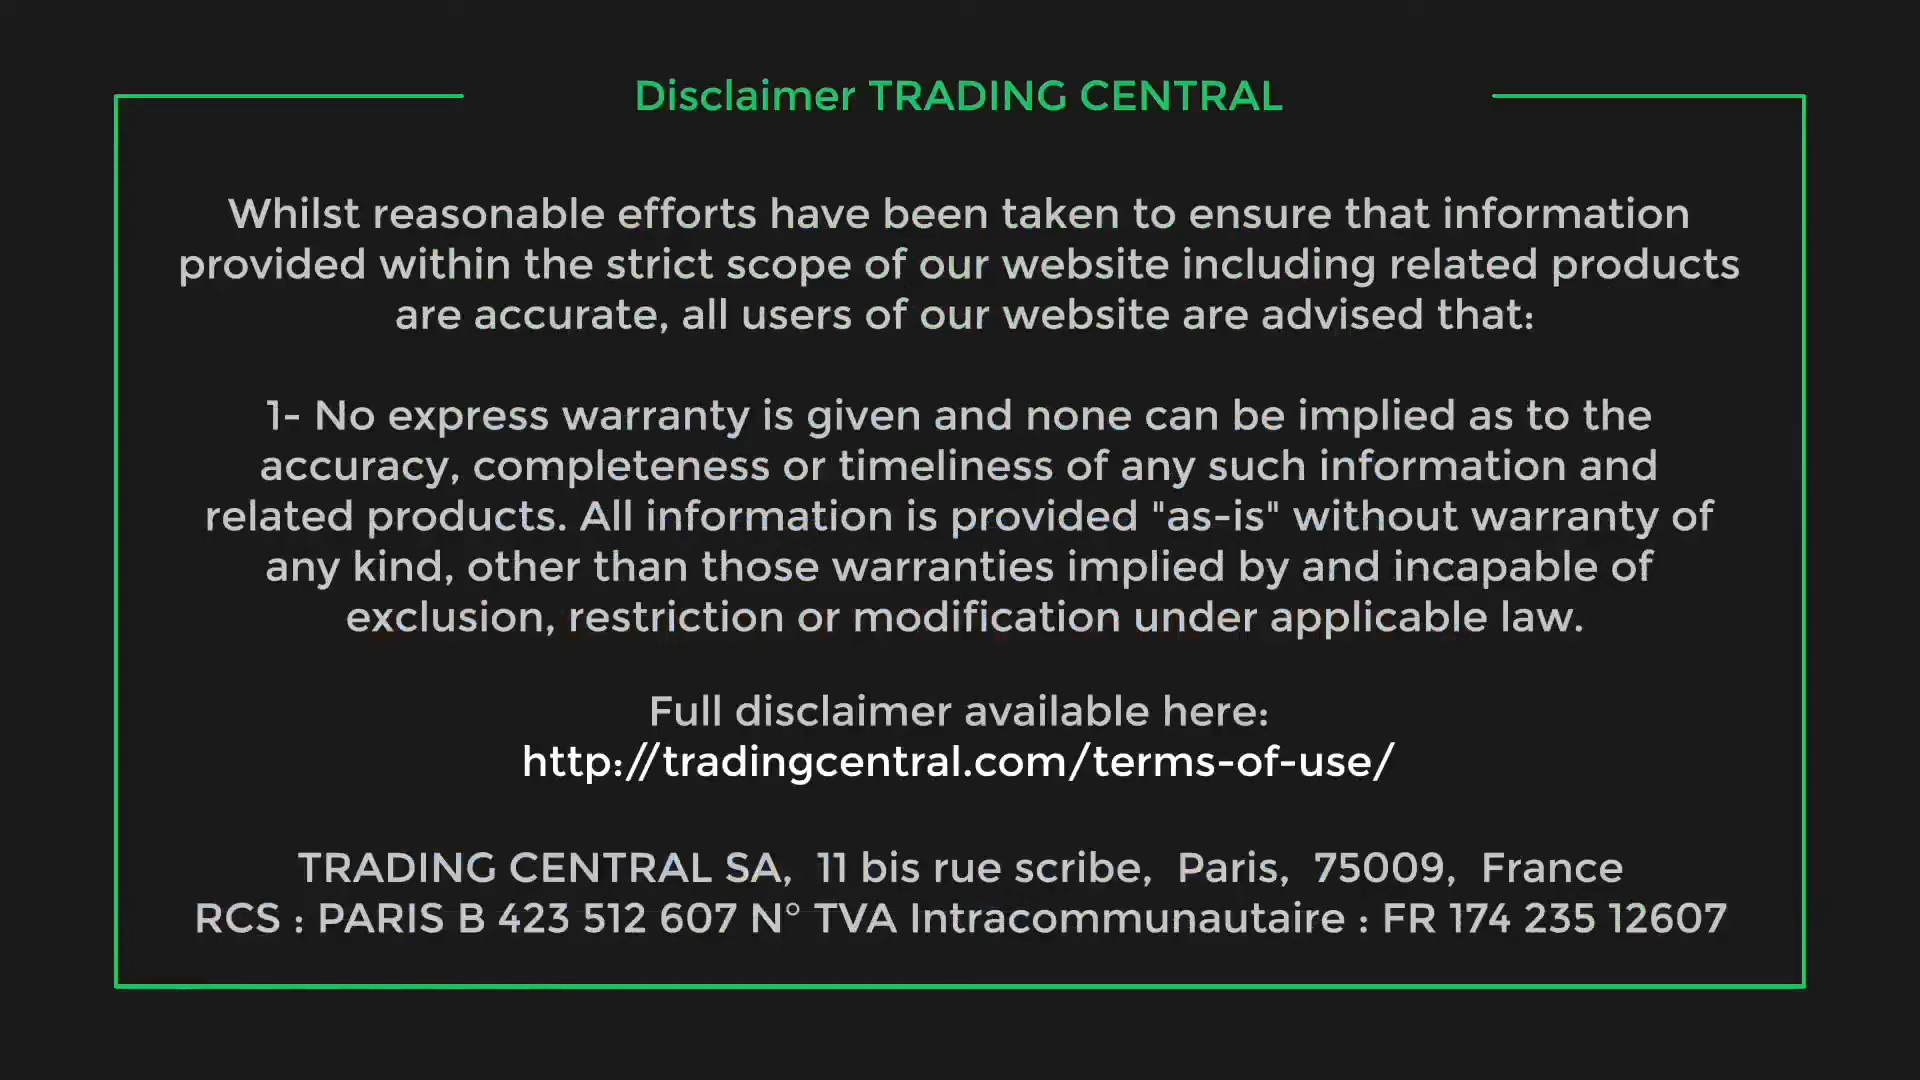 Disclaimer TRADING CENTRAL
Whilst reasonable efforts have been taken to ensure that information
provided within the strict scope of our website including related products
are accurate, all users of our website are advised that:
1- No express warranty is given and none can be implied as to the
accuracy, completeness or timeliness of any such information and
related products. All information is provided "as-is" without warranty of
any kind, other than those warranties implied by and incapable of
exclusion, restriction or modification under applicable law.
Full disclaimer available here:
http://tradingcentral.com/terms-of-use/
TRADING CENTRAL SA, 11 bis rue scribe, Paris, 75009, France
RCS : PARIS B 423 512 607 N° TVA Intracommunautaire : FR 174 235 12607